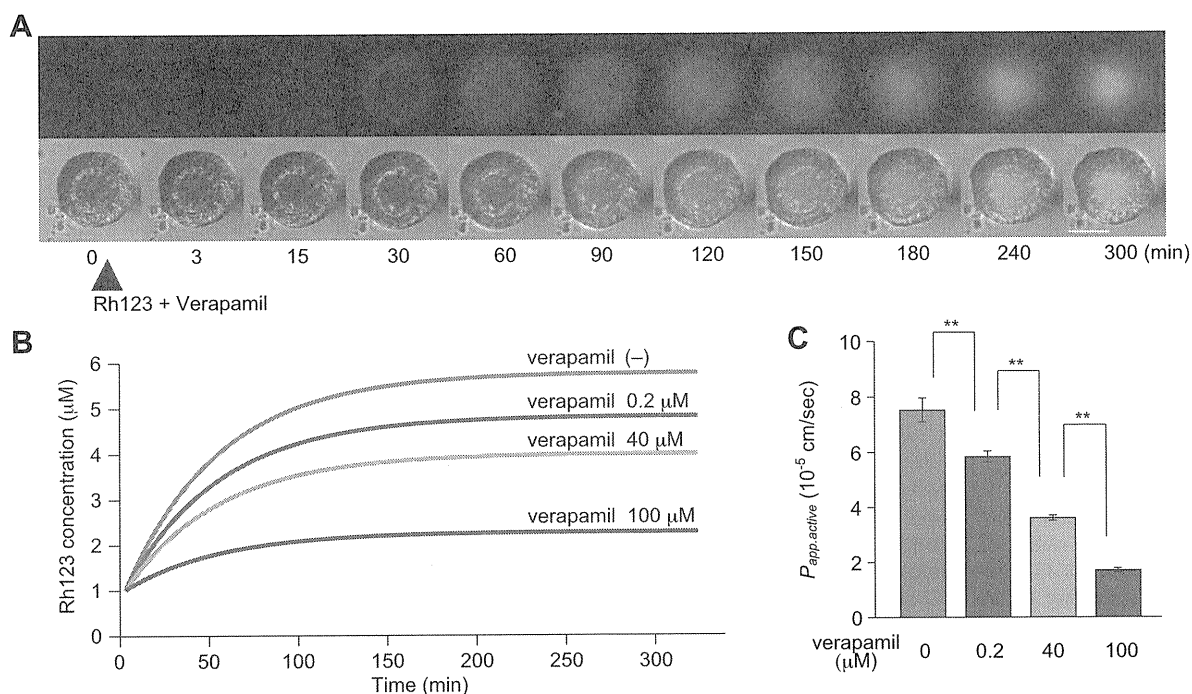 A
0 3 15 30 60 90 120 150 180 240 300 (min)
Rh123 + Verapamil
B
Rh123 concentration (μM)
6
5
4
3
2
1
0
verapamil (–)
verapamil 0.2 μM
verapamil 40 μM
verapamil 100 μM
0 50 100 150 200 250 300
Time (min)
C
Papp.active (10-5 cm/sec)
10
8
6
4
2
0
**
**
**
verapamil
(μM) 0 0.2 40 100